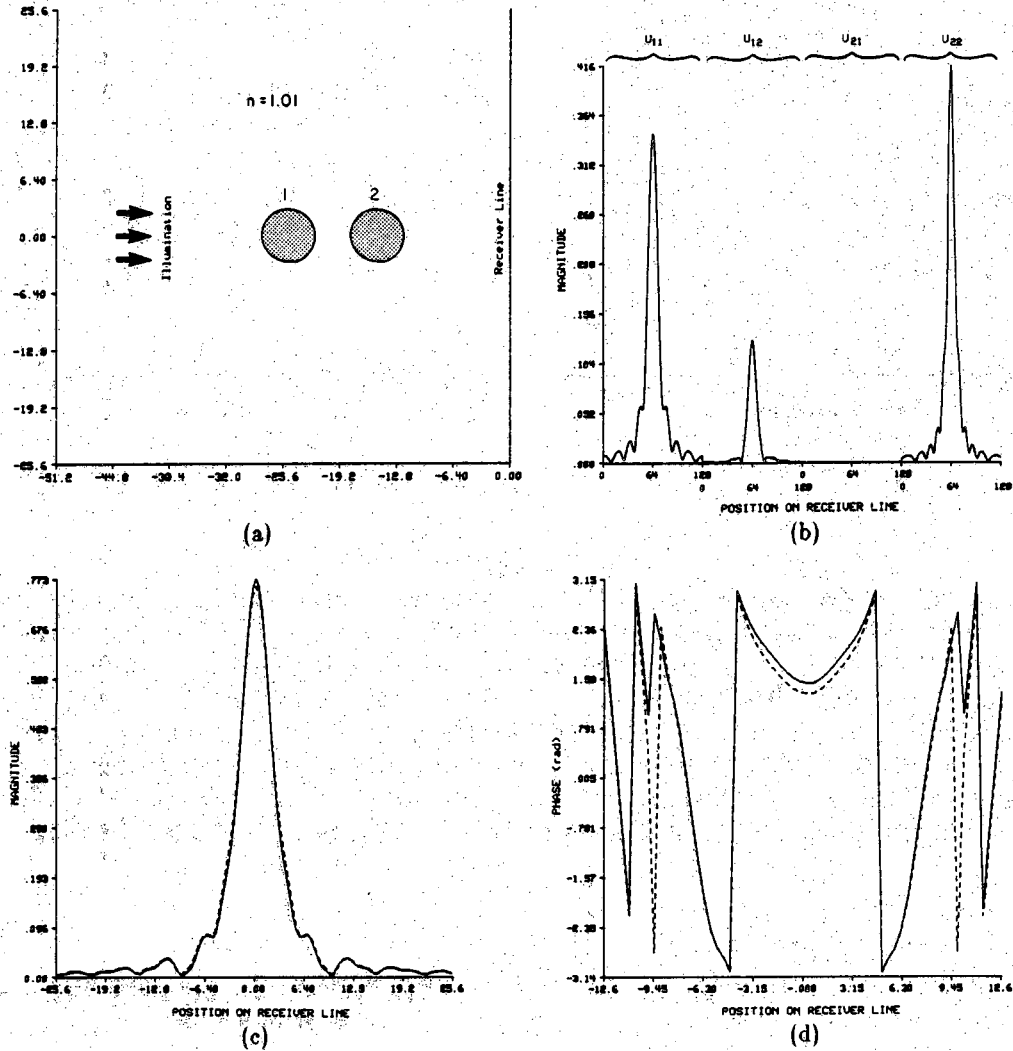 25.6
19.2
12.8
6.40
0.00
-6.40
-12.8
-19.2
-25.6
n = 1.01
1
2
Illumination
Receiver Line
-51.2 -44.8 -38.4 -32.0 -25.6 -19.2 -12.8 -6.40 0.00
(a)
U11 U12 U21 U22
MAGNITUDE
.416
.364
.312
.260
.208
.156
.104
.052
.000
0 64 128 64 128 64 128 64 128
0 0 0
POSITION ON RECEIVER LINE
(b)
MAGNITUDE
.773
.676
.580
.483
.386
.290
.193
0.00
-25.6 -19.2 -12.8 -6.40 0.00 6.40 12.8 19.2 25.6
POSITION ON RECEIVER LINE
(c)
PHASE (rad)
3.15
2.36
.791
.005
-.781
-1.57
-3.14
-12.6 -9.45 -6.30 -3.15 -.000 3.15 6.30 9.45 12.6
POSITION ON RECEIVER LINE
(d)